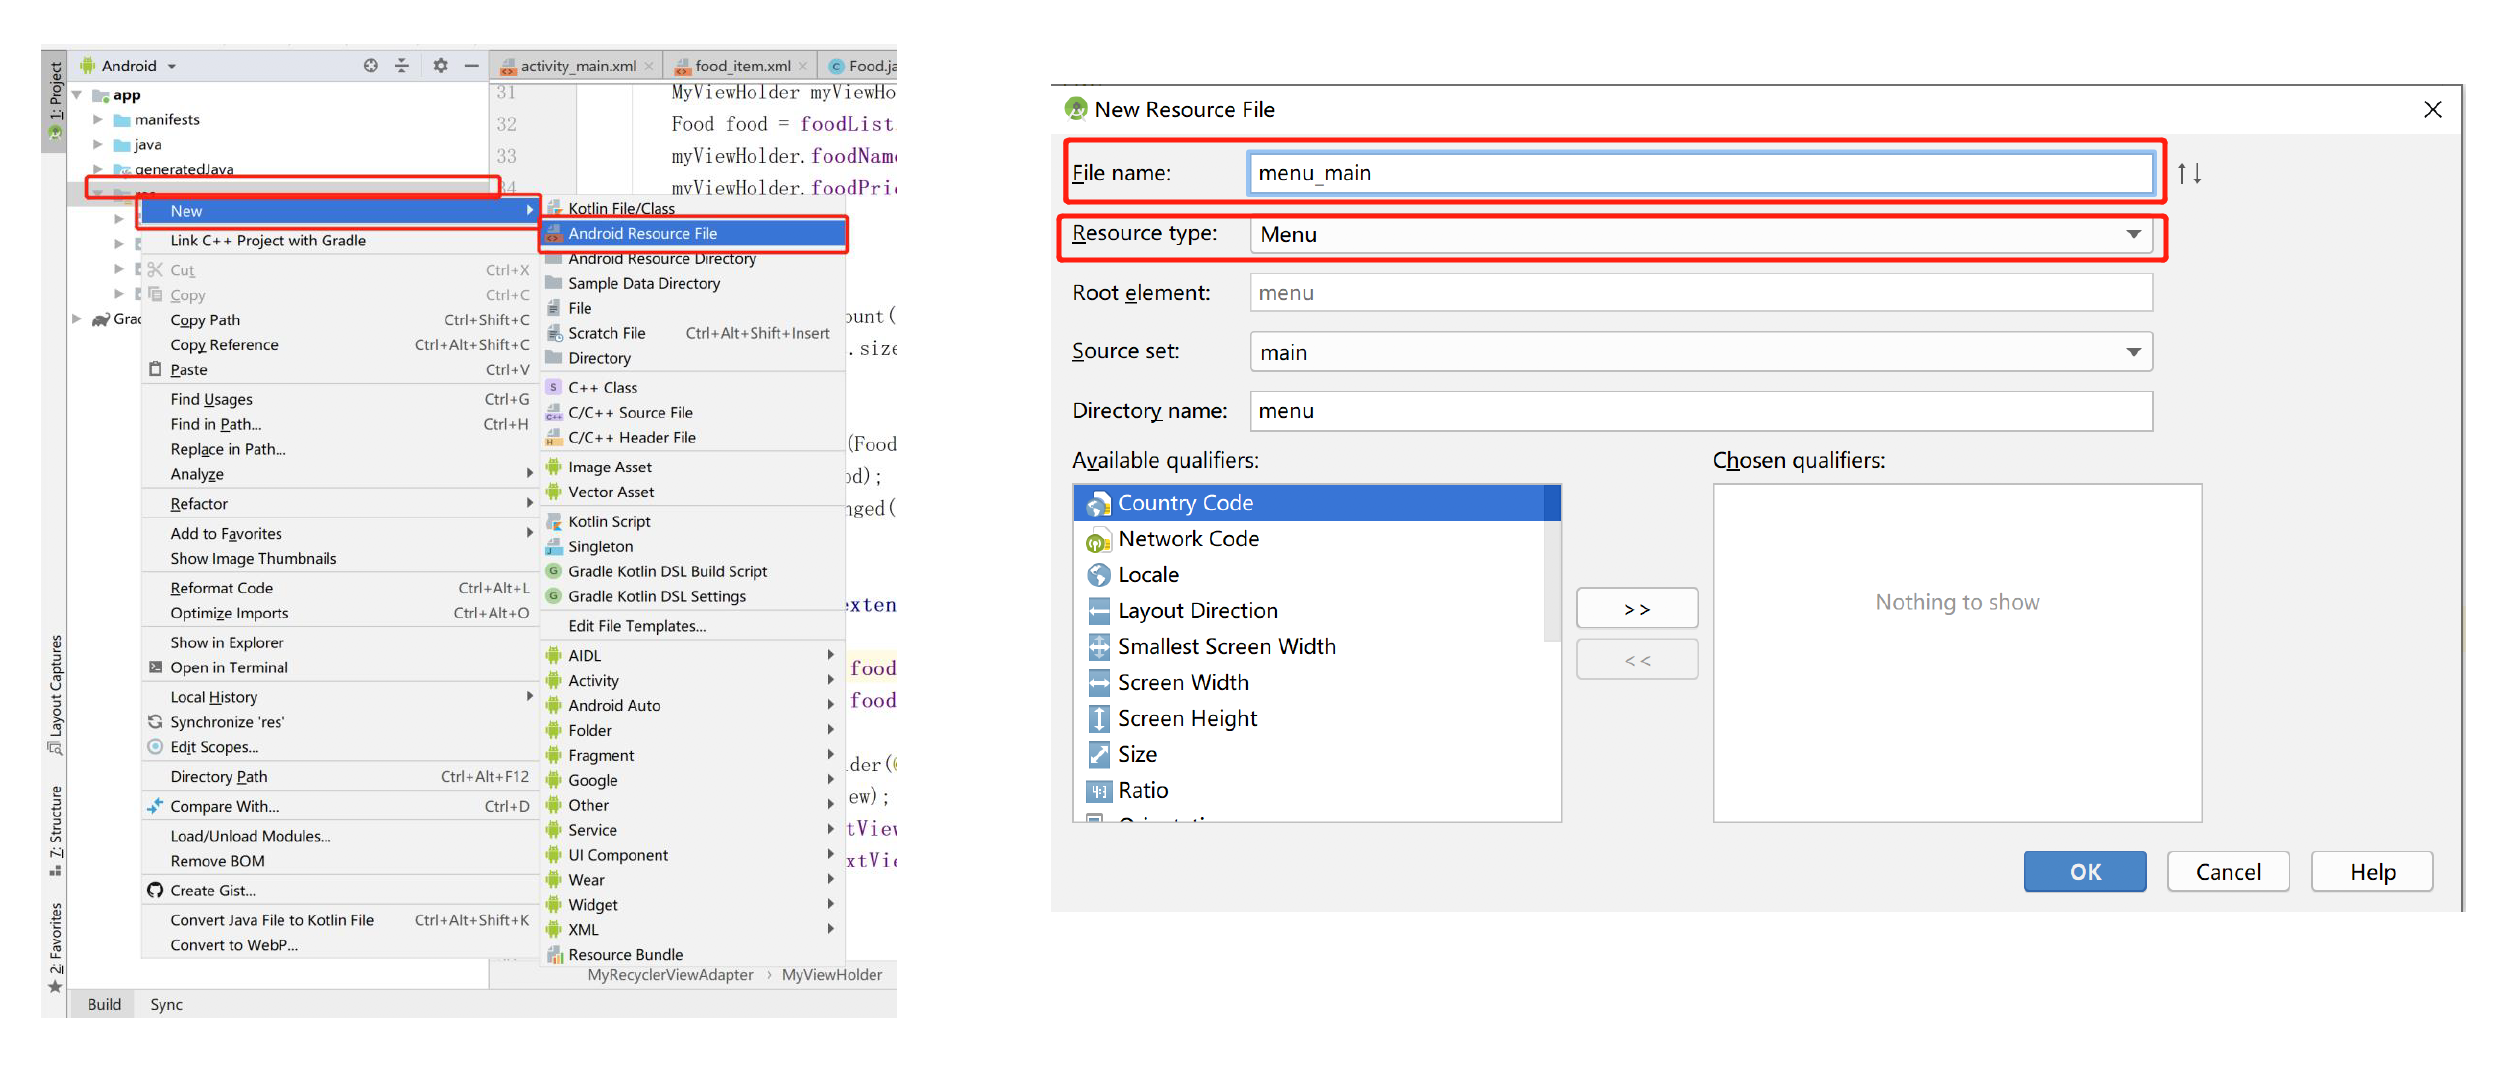 1: Project
Android
activity_main.xml
food_item.xml
Food.ja
app
manifests
java
generatedJava
31 MyViewHolder myViewHo
32 Food food = foodList.
33 myViewHolder.foodName
34 myViewHolder.foodPric
New
Link C++ Project with Gradle
Cut Ctrl+X
Copy Ctrl+C
Copy Path Ctrl+Shift+C
Copy Reference Ctrl+Alt+Shift+C
Paste Ctrl+V
Find Usages Ctrl+G
Find in Path... Ctrl+H
Replace in Path...
Analyze
Refactor
Add to Favorites
Show Image Thumbnails
Reformat Code Ctrl+Alt+L
Optimize Imports Ctrl+Alt+O
Show in Explorer
Open in Terminal
Local History
Synchronize 'res'
Edit Scopes...
Directory Path Ctrl+Alt+F12
Compare With... Ctrl+D
Load/Unload Modules...
Remove BOM
Create Gist...
Convert Java File to Kotlin File Ctrl+Alt+Shift+K
Convert to WebP...
Grad
Kotlin File/Class
Android Resource File
Android Resource Directory
Sample Data Directory
File
Scratch File Ctrl+Alt+Shift+Insert
Directory
C++ Class
C/C++ Source File
C/C++ Header File
Image Asset
Vector Asset
Kotlin Script
Singleton
Gradle Kotlin DSL Build Script
Gradle Kotlin DSL Settings
Edit File Templates...
AIDL
Activity
Android Auto
Folder
Fragment
Google
Other
Service
UI Component
Wear
Widget
XML
Resource Bundle
ount(
.size
(Food
od);
nged(
exten
food
food
lder(@
ew);
tView
xtVie
MyRecyclerViewAdapter › MyViewHolder
Layout Captures
7: Structure
2: Favorites
Build Sync
New Resource File
File name: menu_main
Resource type: Menu
Root element: menu
Source set: main
Directory name: menu
Available qualifiers:
Chosen qualifiers:
Country Code
Network Code
Locale
Layout Direction
Smallest Screen Width
Screen Width
Screen Height
Size
Ratio
>>
<<
Nothing to show
OK Cancel Help